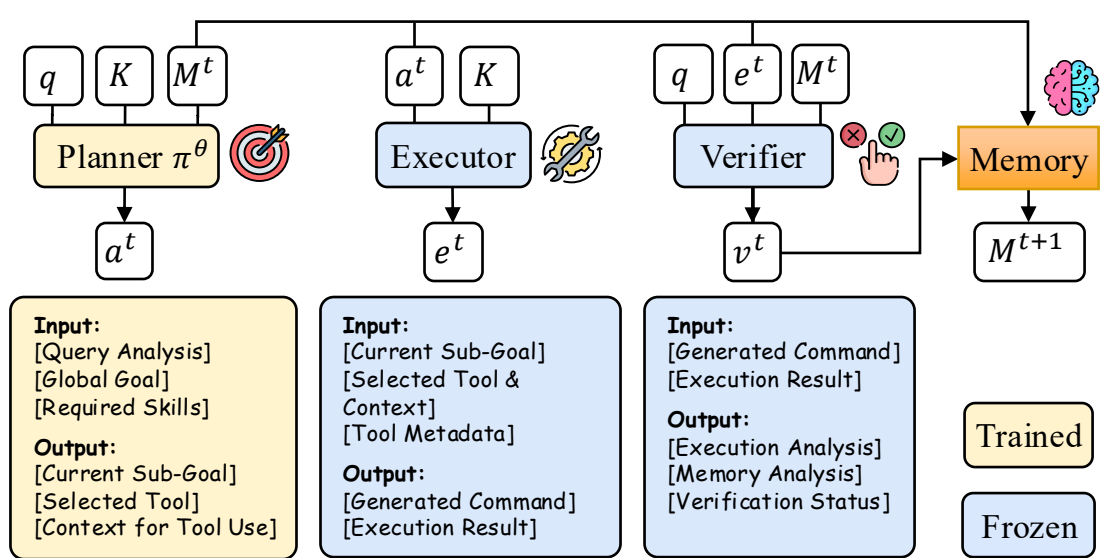 q K M^t
a^t K
q e^t M^t
Planner π^θ
Executor
Verifier
Memory
a^t
e^t
v^t
M^{t+1}
Input:
[Query Analysis]
[Global Goal]
[Required Skills]
Output:
[Current Sub-Goal]
[Selected Tool]
[Context for Tool Use]
Input:
[Current Sub-Goal]
[Selected Tool &
Context]
[Tool Metadata]
Output:
[Generated Command]
[Execution Result]
Input:
[Generated Command]
[Execution Result]
Output:
[Execution Analysis]
[Memory Analysis]
[Verification Status]
Trained
Frozen